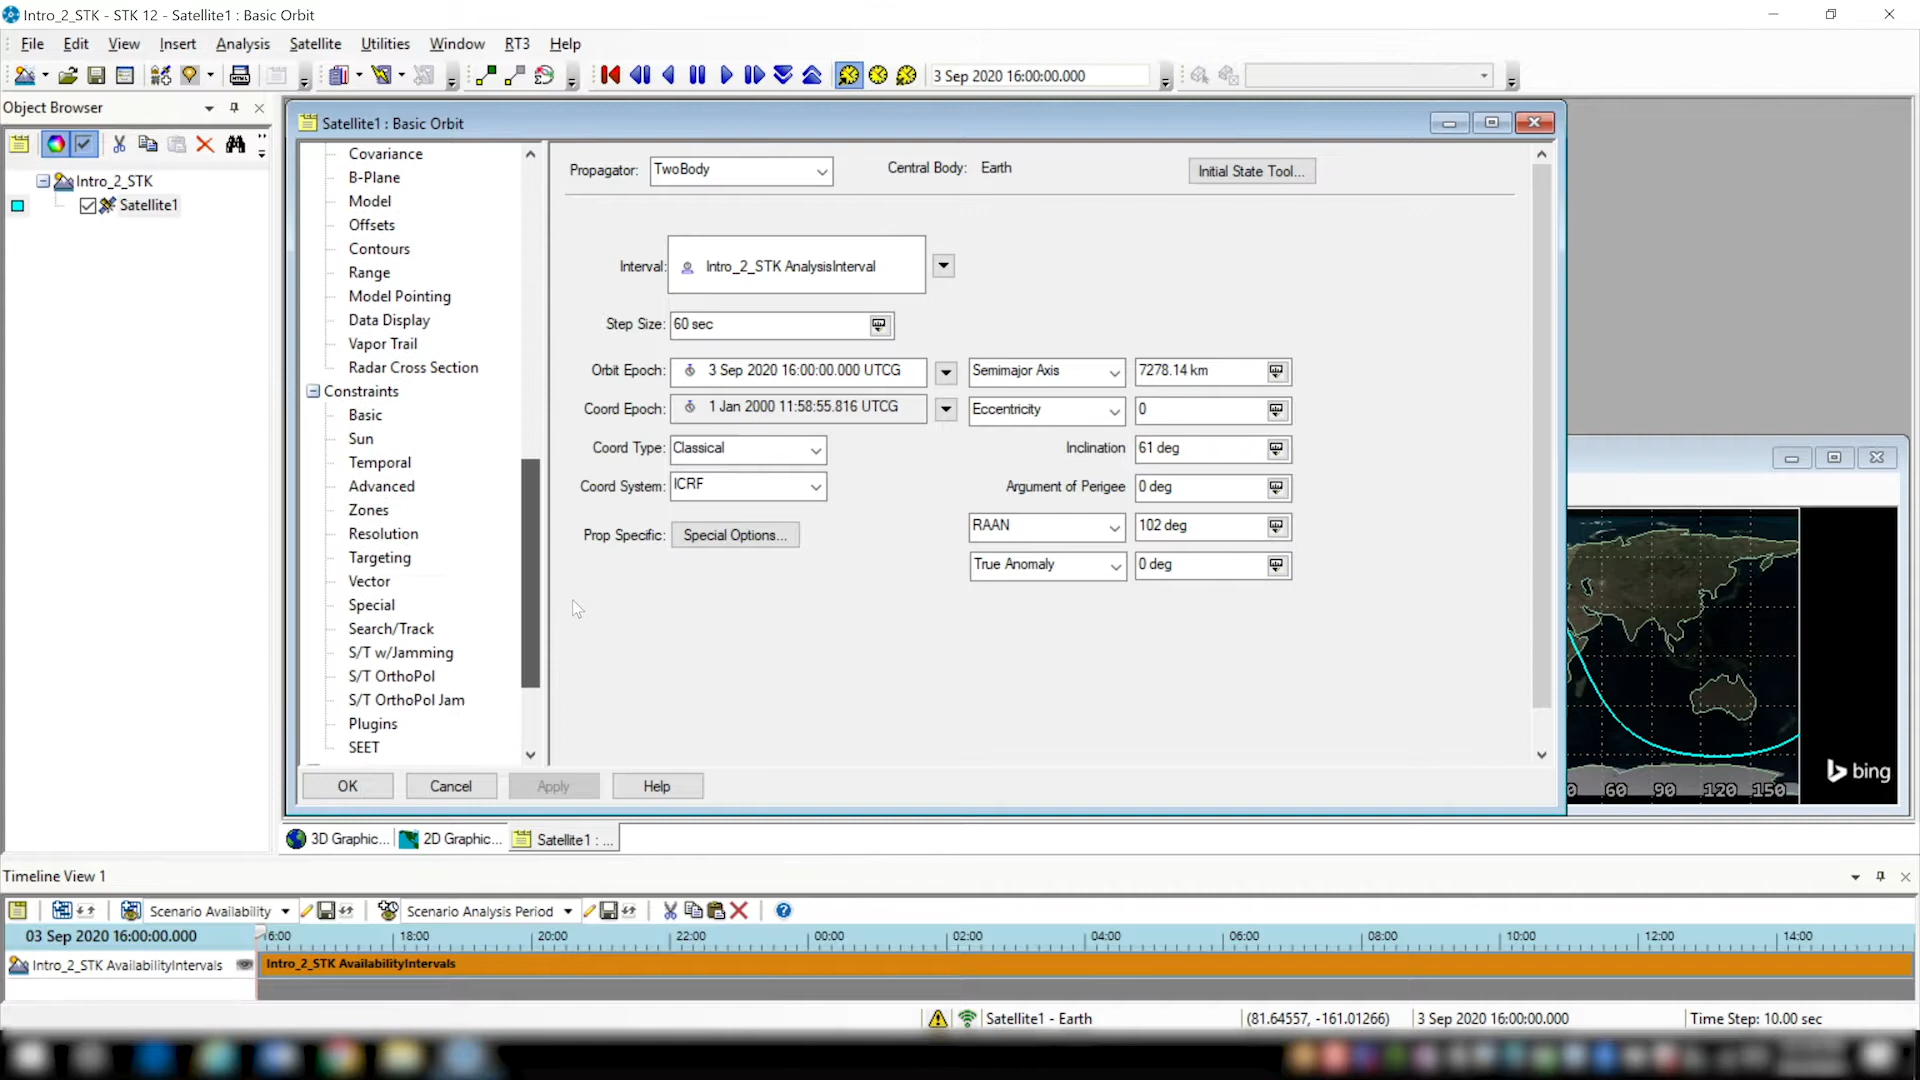 Intro_2_STK - STK 12 - Satellite1 : Basic Orbit
File Edit View Insert Analysis Satellite Utilities Window RT3 Help
3 Sep 2020 16:00:00.000
Object Browser
Intro_2_STK
Satellite1
Satellite1 : Basic Orbit
Covariance
B-Plane
Model
Offsets
Contours
Range
Model Pointing
Data Display
Vapor Trail
Radar Cross Section
Constraints
Basic
Sun
Temporal
Advanced
Zones
Resolution
Targeting
Vector
Special
Search/Track
S/T w/Jamming
S/T OrthoPol
S/T OrthoPol Jam
Plugins
SEET
Propagator: TwoBody Central Body: Earth Initial State Tool...
Interval: Intro_2_STK AnalysisInterval
Step Size: 60 sec
Orbit Epoch: 3 Sep 2020 16:00:00.000 UTCG Semimajor Axis 7278.14 km
Coord Epoch: 1 Jan 2000 11:58:55.816 UTCG Eccentricity 0
Coord Type: Classical Inclination 61 deg
Coord System: ICRF Argument of Perigee 0 deg
Prop Specific: Special Options... RAAN 102 deg
True Anomaly 0 deg
OK Cancel Apply Help
bing
0 60 90 120 150
3D Graphic... 2D Graphic... Satellite1 : ...
Timeline View 1
Scenario Availability Scenario Analysis Period
03 Sep 2020 16:00:00.000 16:00 18:00 20:00 22:00 00:00 02:00 04:00 06:00 08:00 10:00 12:00 14:00
Intro_2_STK AvailabilityIntervals Intro_2_STK AvailabilityIntervals
Satellite1 - Earth (81.64557, -161.01266) 3 Sep 2020 16:00:00.000 Time Step: 10.00 sec